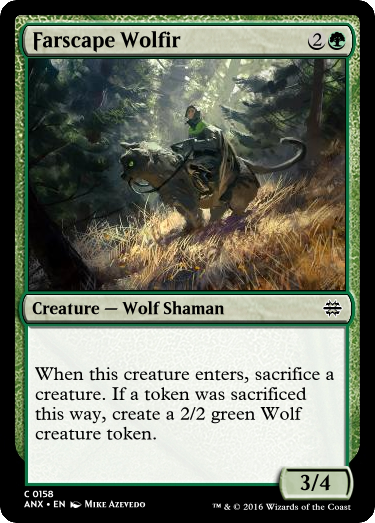 Farscape Wolfir 2
Creature — Wolf Shaman
When this creature enters, sacrifice a
creature. If a token was sacrificed
this way, create a 2/2 green Wolf
creature token.
3/4
C 0158
ANX • EN Mike Azevedo
™ & © 2016 Wizards of the Coast